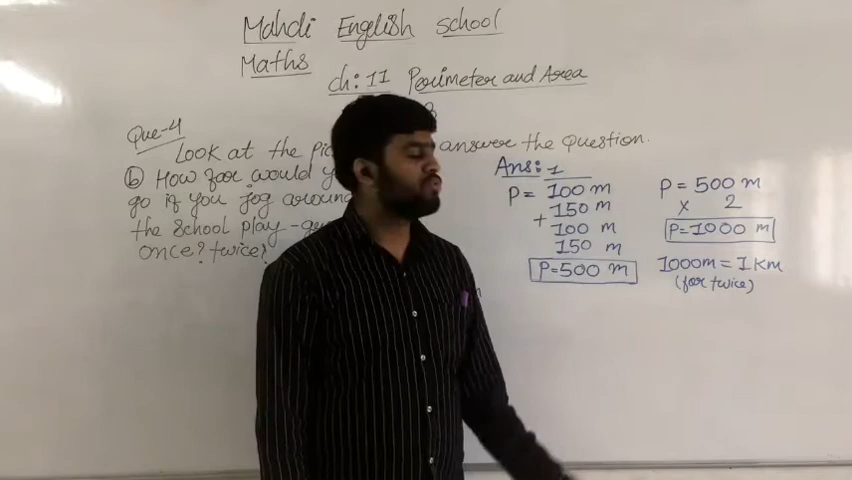 Mahdi English School
Maths
Ch: 11 Perimeter and Area
Que-4
Look at the answer the Question.
(b) How far would
go if you jog around
the School play-
once? twice?
Ans: 1
P = 100 m
+ 150 m
100 m
150 m
P=500 m
P = 500 m
x 2
P=1000 m
1000m = 1 Km
(for twice)